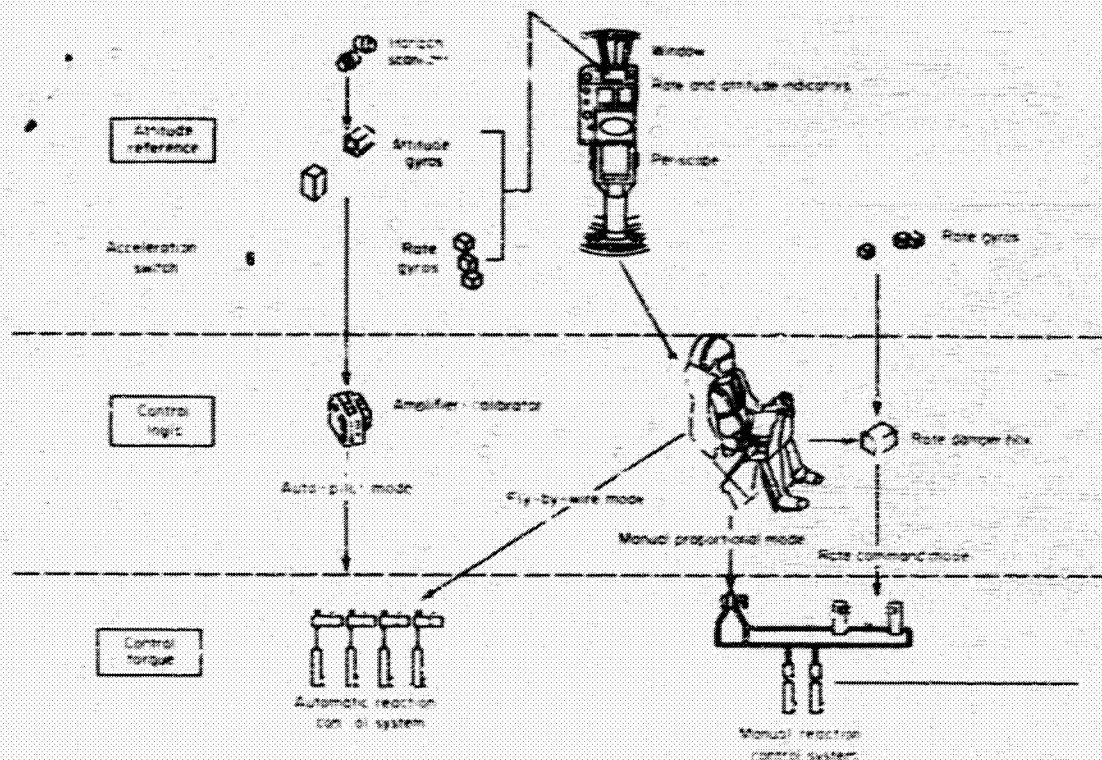 Horizon
Window
Rate and attitude indicators
Attitude
reference
Attitude
gyros
Periscope
Acceleration
switch
6
Rate
gyros
Rate gyros
Control
logic
Amplifier-calibrator
Rate damper box
Auto-pilot mode
Fly-by-wire mode
Manual proportional mode
Rate command mode
Control
torque
Automatic reaction
control system
Manual reaction
control system